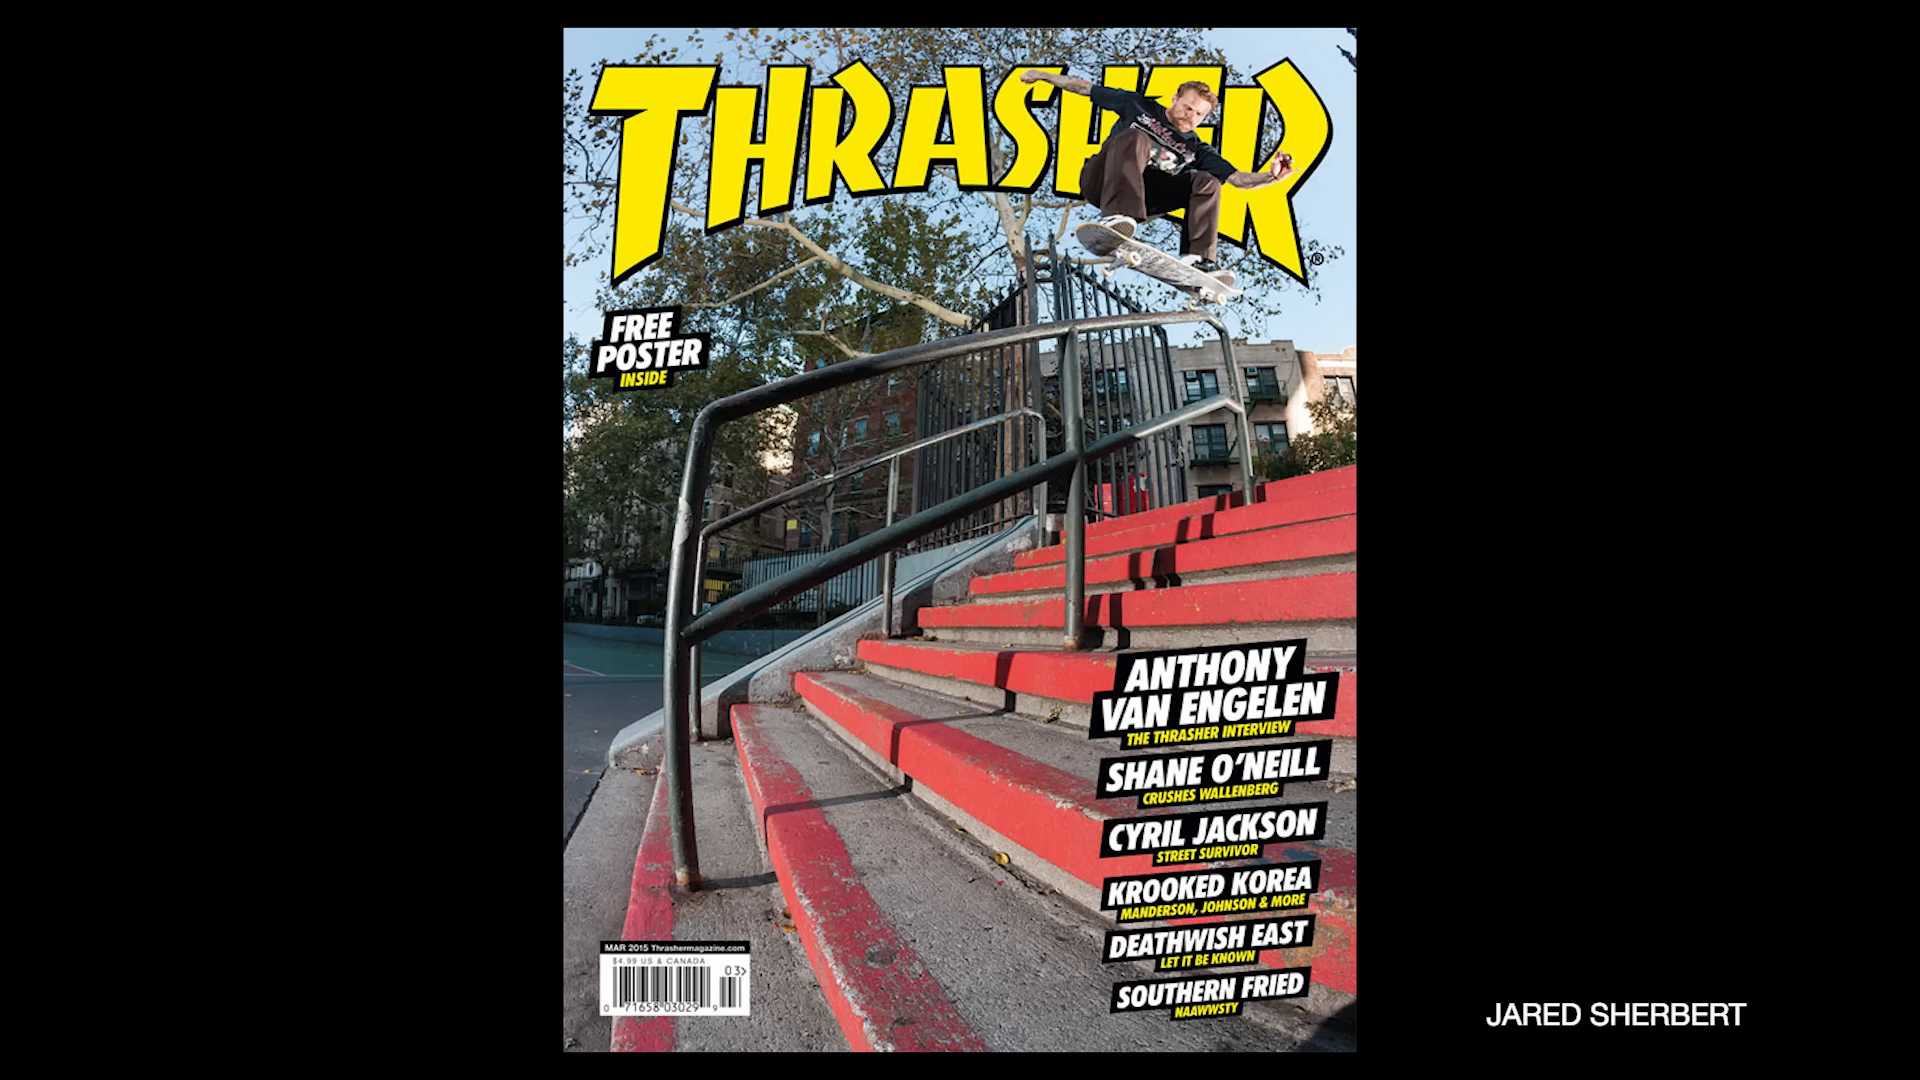 THRASHER
®
FREE
POSTER
INSIDE
ANTHONY
VAN ENGELEN
THE THRASHER INTERVIEW
SHANE O'NEILL
CRUSHES WALLENBERG
CYRIL JACKSON
STREET SURVIVOR
KROOKED KOREA
MANDERSON, JOHNSON & MORE
DEATHWISH EAST
LET IT BE KNOWN
SOUTHERN FRIED
NAAWWSTY
MAR 2015 Thrashermagazine.com
$4.99 US & CANADA
03>
0 71658 03029 9
JARED SHERBERT